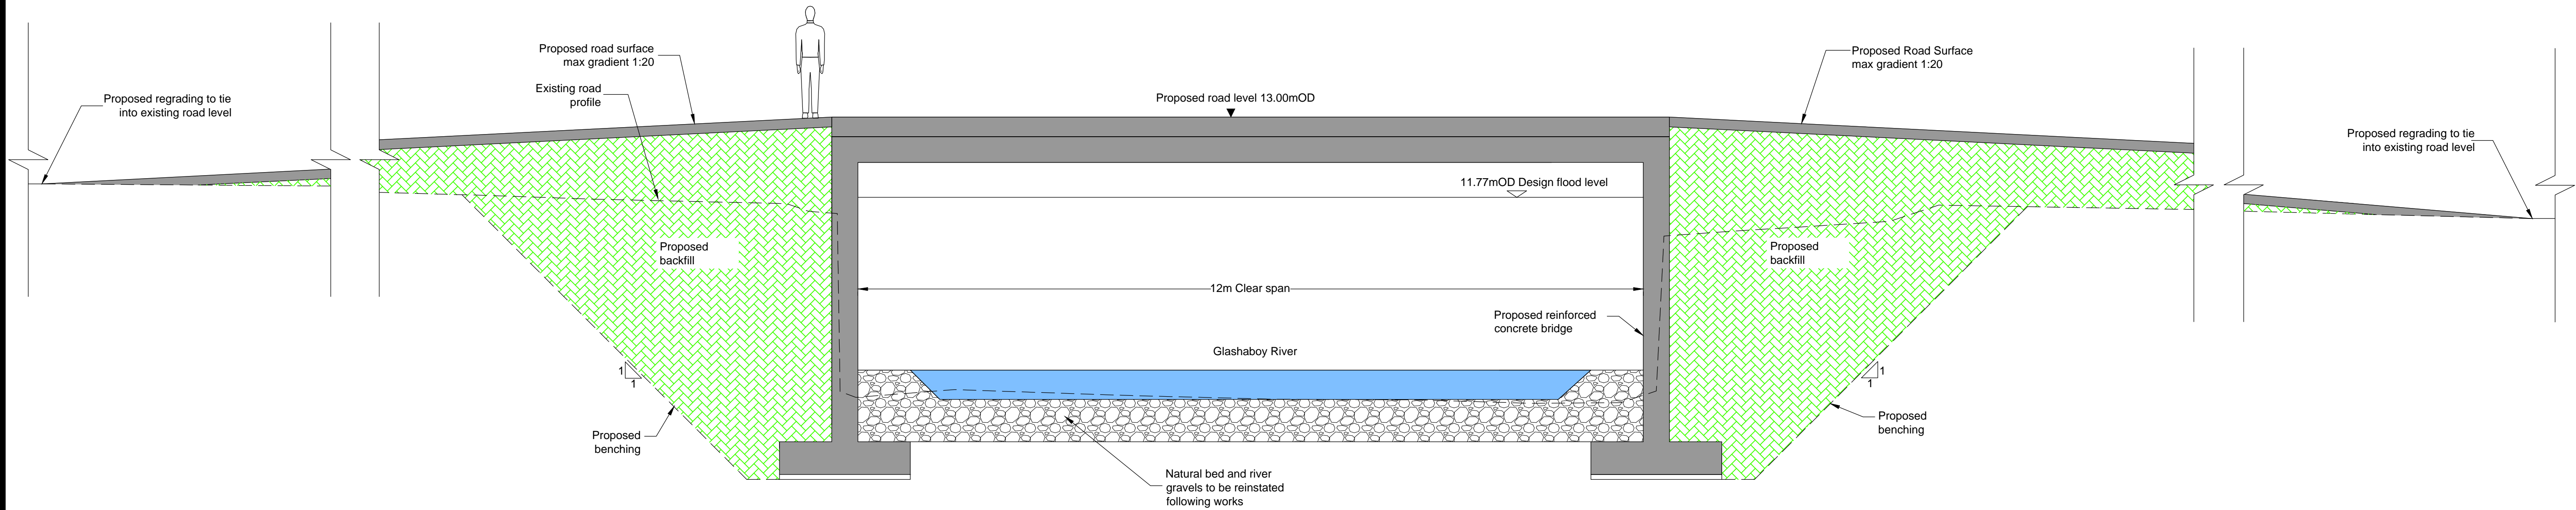 Proposed road surface
max gradient 1:20
Proposed Road Surface
max gradient 1:20
Existing road
profile
Proposed regrading to tie
into existing road level
Proposed road level 13.00mOD
Proposed regrading to tie
into existing road level
11.77mOD Design flood level
Proposed
backfill
Proposed
backfill
12m Clear span
Proposed reinforced
concrete bridge
Glashaboy River
1
1
1
1
Proposed
benching
Proposed
benching
Natural bed and river
gravels to be reinstated
following works